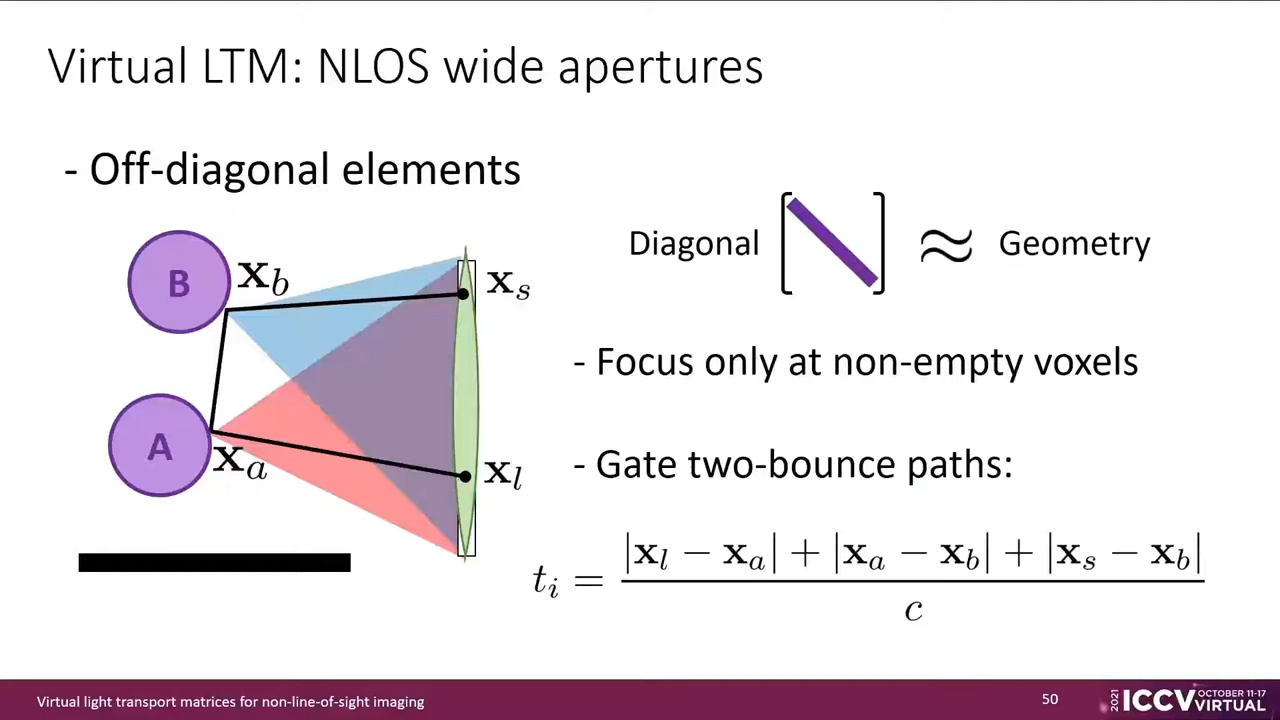 Virtual LTM: NLOS wide apertures
- Off-diagonal elements
B
A
x_b
x_a
x_s
x_l
Diagonal [ ] ≈ Geometry
- Focus only at non-empty voxels
- Gate two-bounce paths:
t_i = (|x_l − x_a| + |x_a − x_b| + |x_s − x_b|) / c
Virtual light transport matrices for non-line-of-sight imaging
50
2021
ICCV
OCTOBER 11-17
VIRTUAL